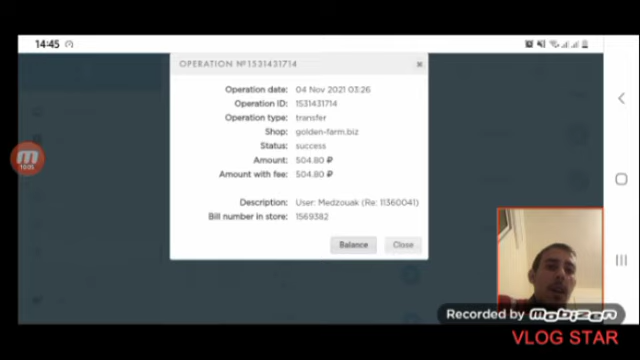 14:45
OPERATION №1531431714
Operation date: 04 Nov 2021 03:26
Operation ID: 1531431714
Operation type: transfer
Shop: golden-farm.biz
Status: success
Amount: 504.80 ₽
Amount with fee: 504.80 ₽
Description: User: Medzouak (Re: 11360041)
Bill number in store: 1569382
Balance Close
Recorded by Mobizen
VLOG STAR